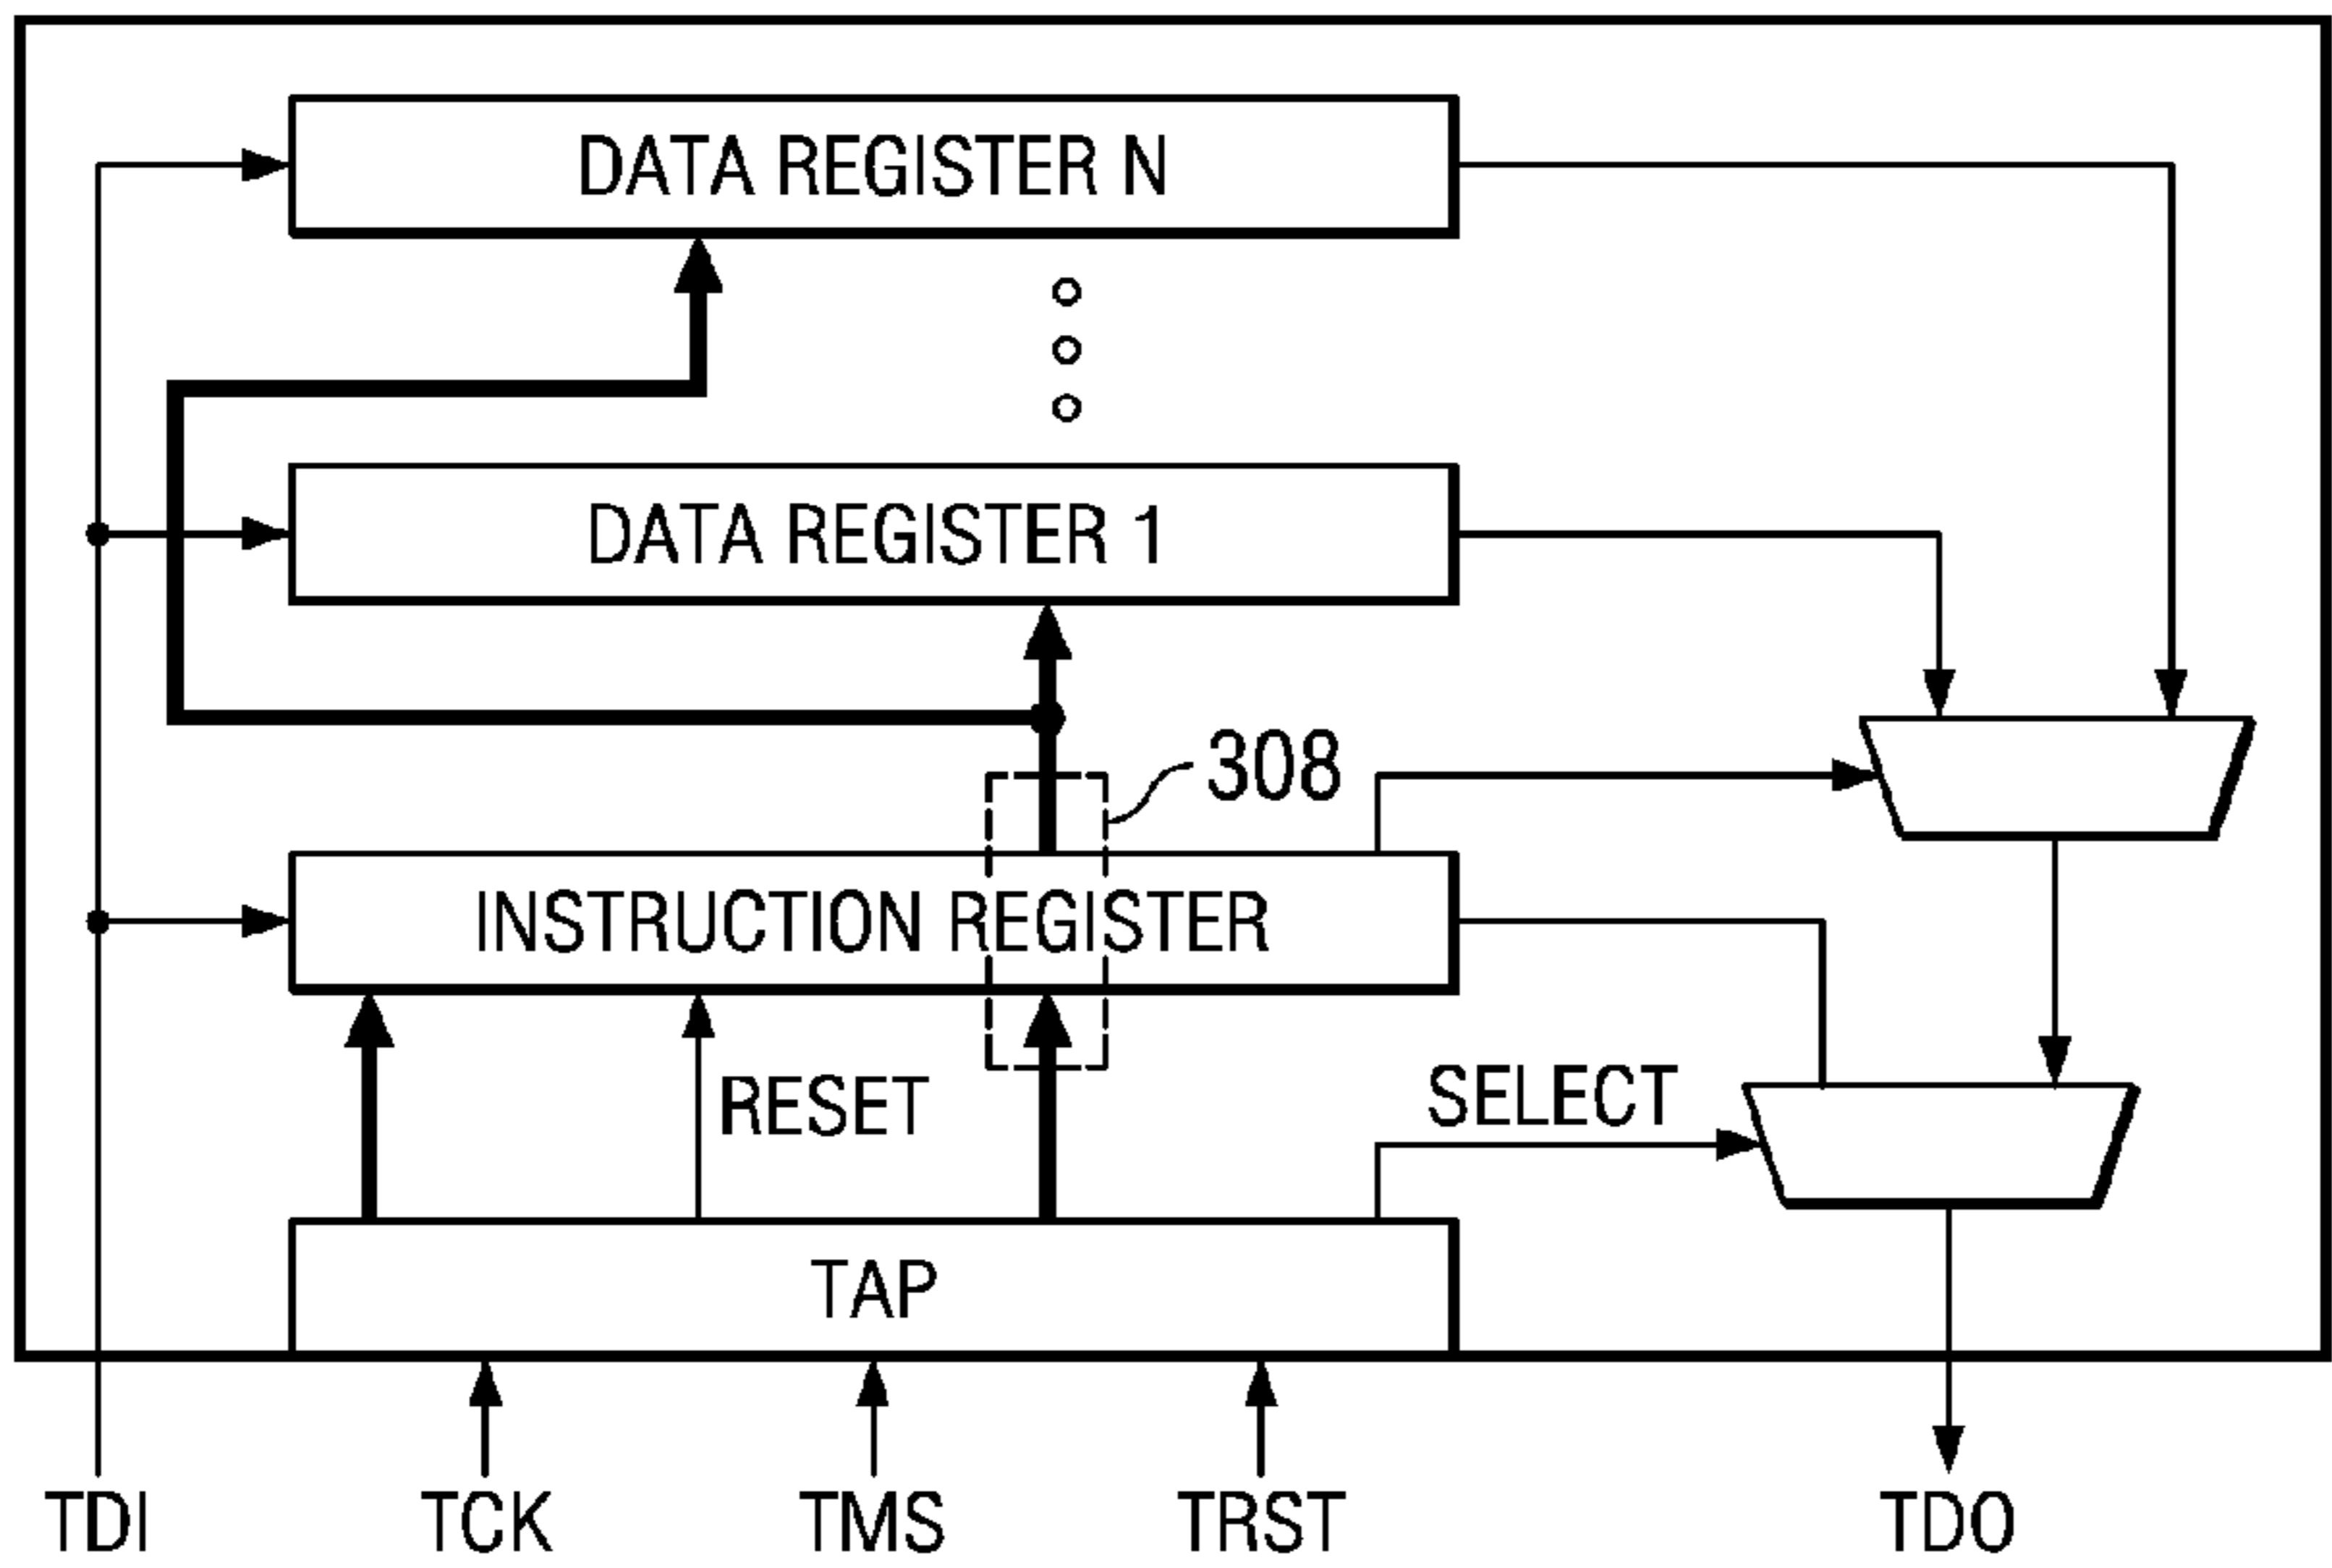 DATA REGISTER N
DATA REGISTER 1
308
INSTRUCTION REGISTER
RESET
SELECT
TAP
TDI
TCK
TMS
TRST
TDO